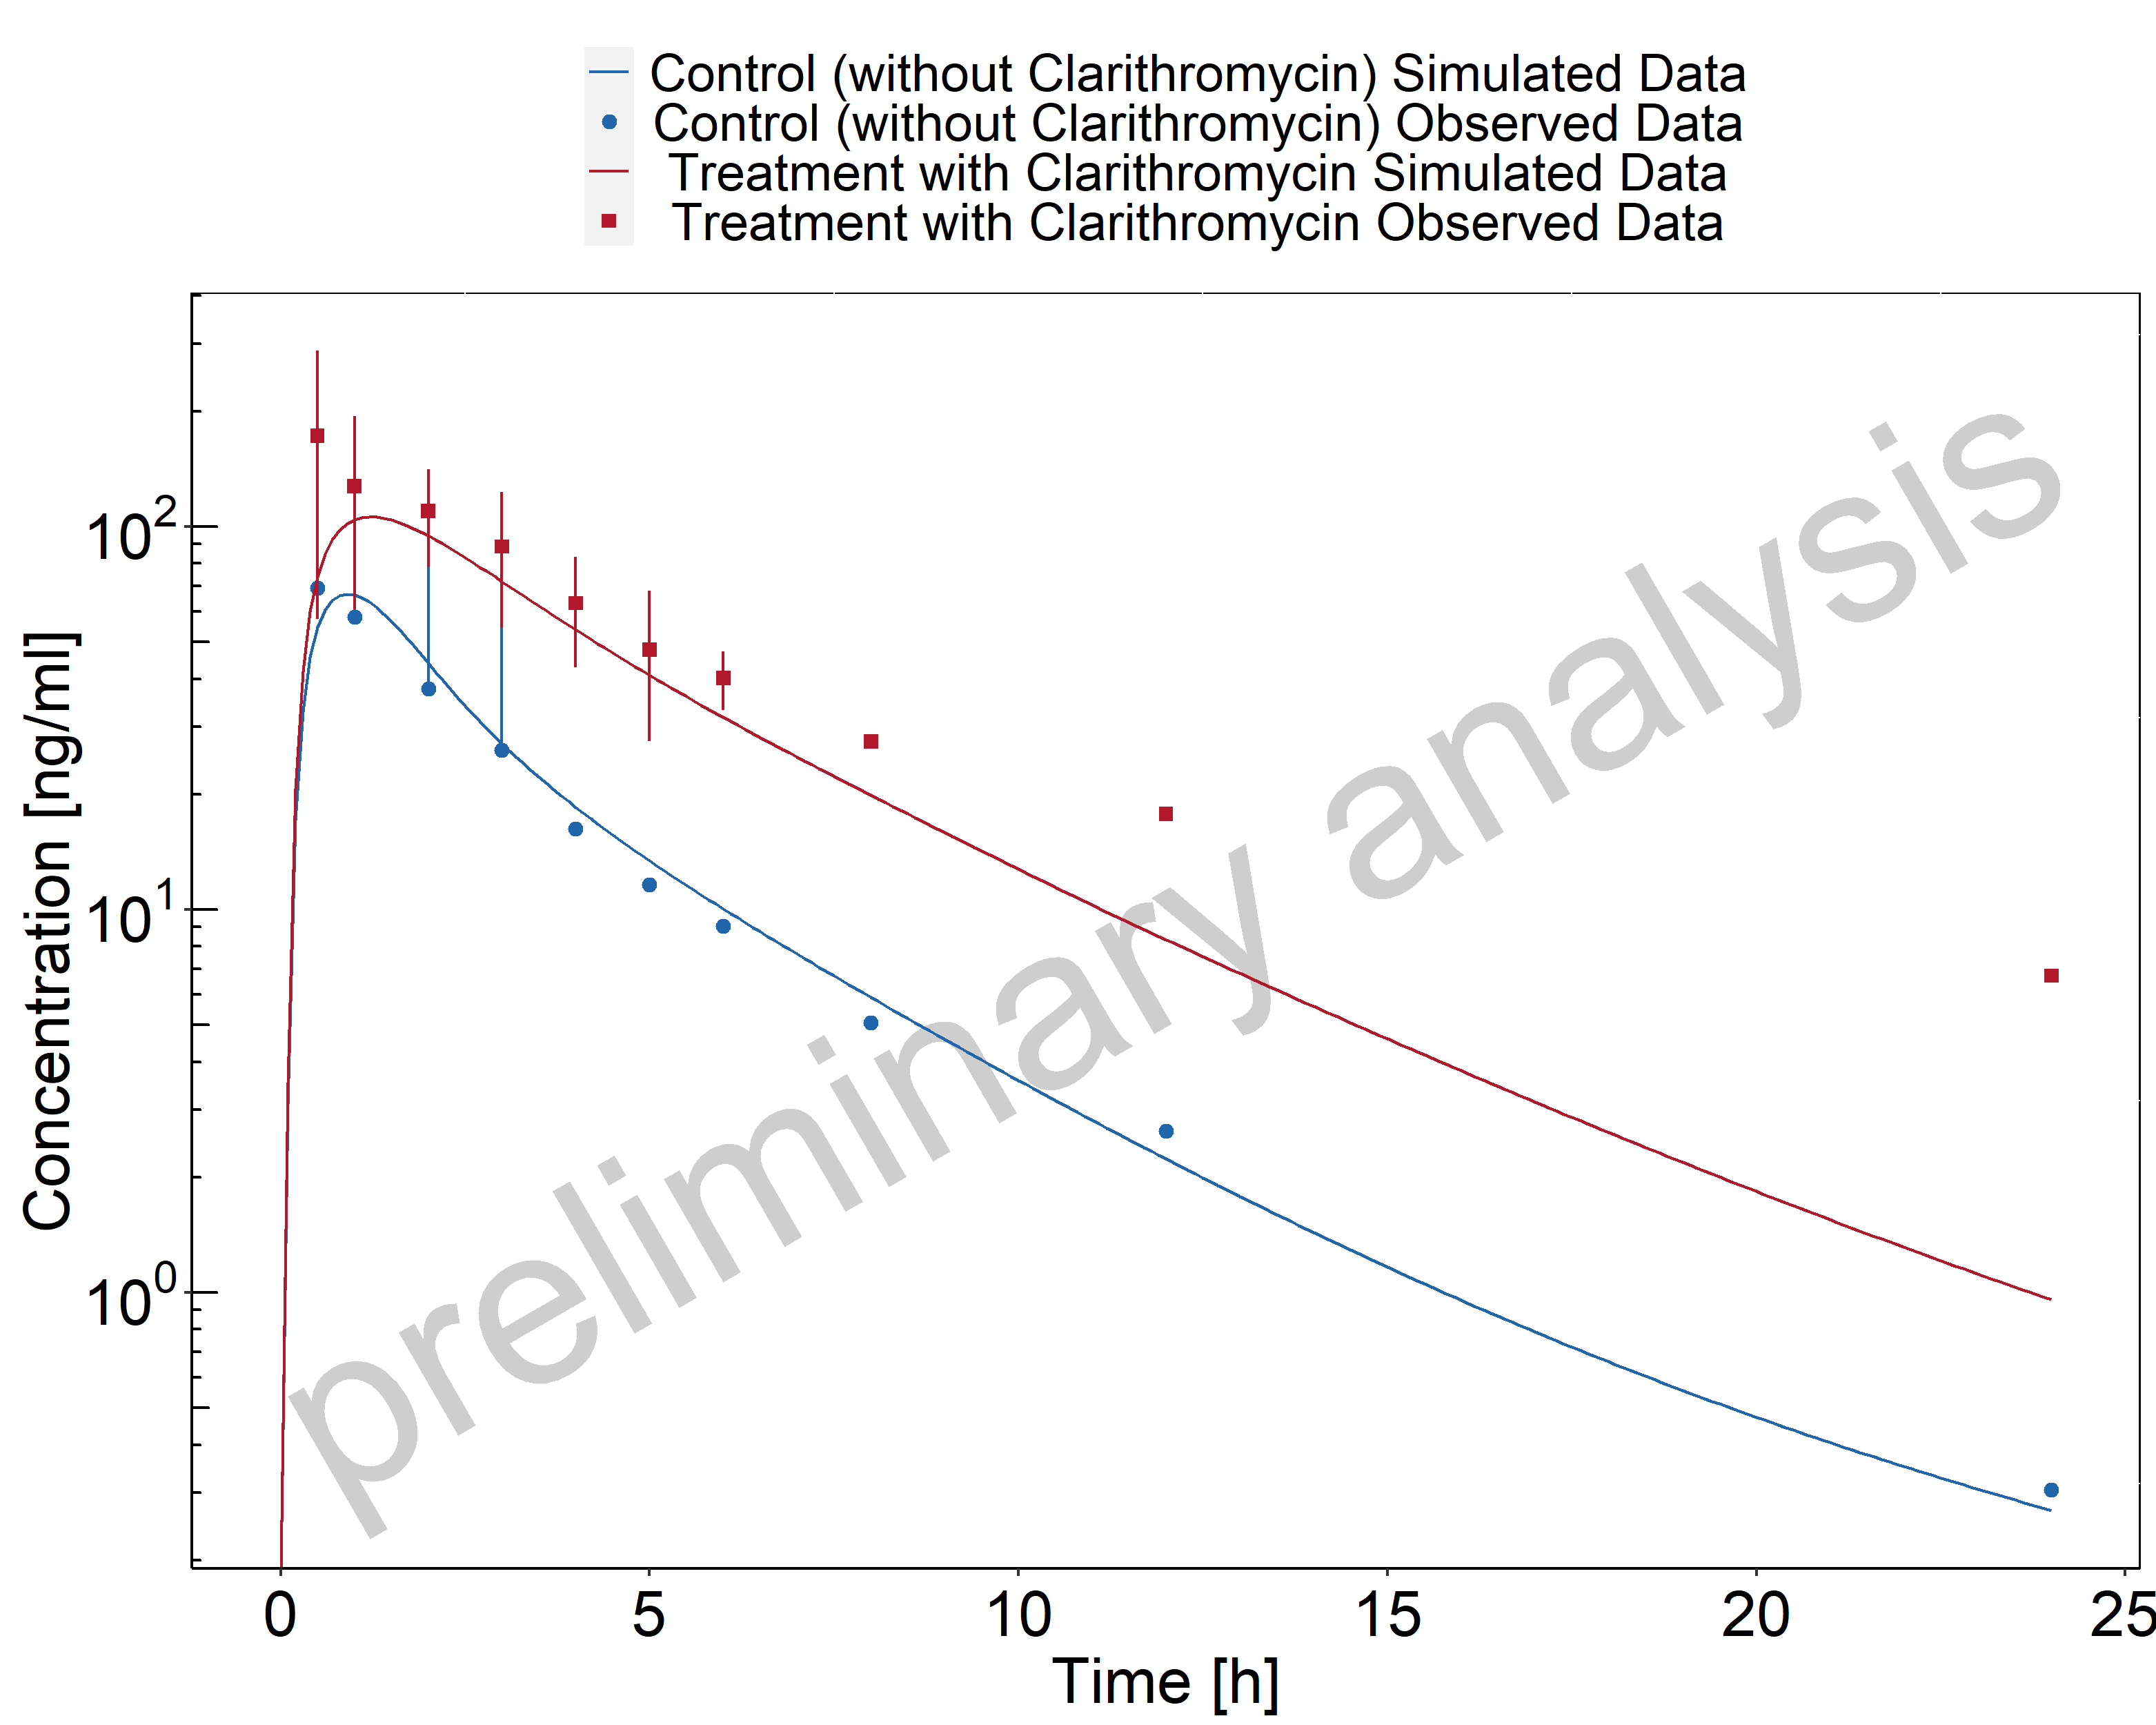 Control (without Clarithromycin) Simulated Data
Control (without Clarithromycin) Observed Data
Treatment with Clarithromycin Simulated Data
Treatment with Clarithromycin Observed Data
Concentration [ng/ml]
10²
10¹
10⁰
preliminary analysis
0 5 10 15 20 25
Time [h]